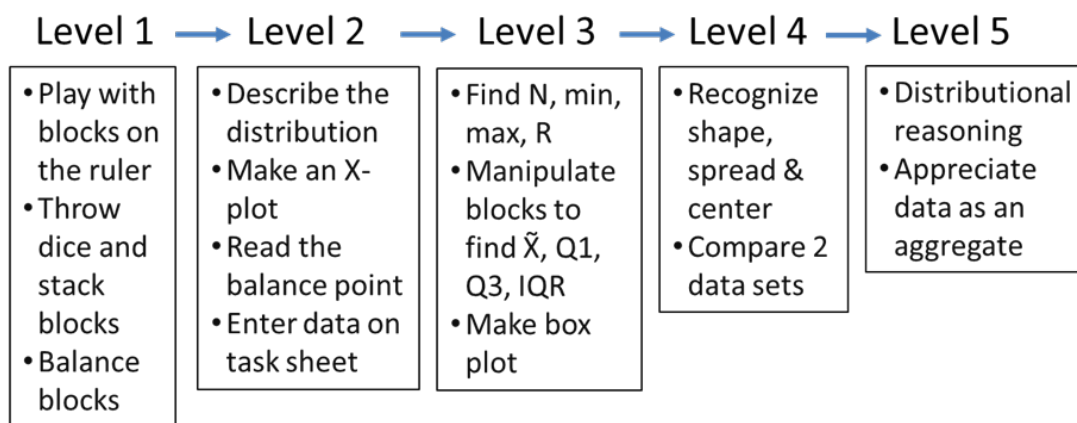 Level 1
Level 2
Level 3
Level 4
Level 5
• Play with
blocks on
the ruler
• Throw
dice and
stack
blocks
• Balance
blocks
• Describe the
distribution
• Make an X-
plot
• Read the
balance point
• Enter data on
task sheet
• Find N, min,
max, R
• Manipulate
blocks to
find X̃, Q1,
Q3, IQR
• Make box
plot
• Recognize
shape,
spread &
center
• Compare 2
data sets
• Distributional
reasoning
• Appreciate
data as an
aggregate